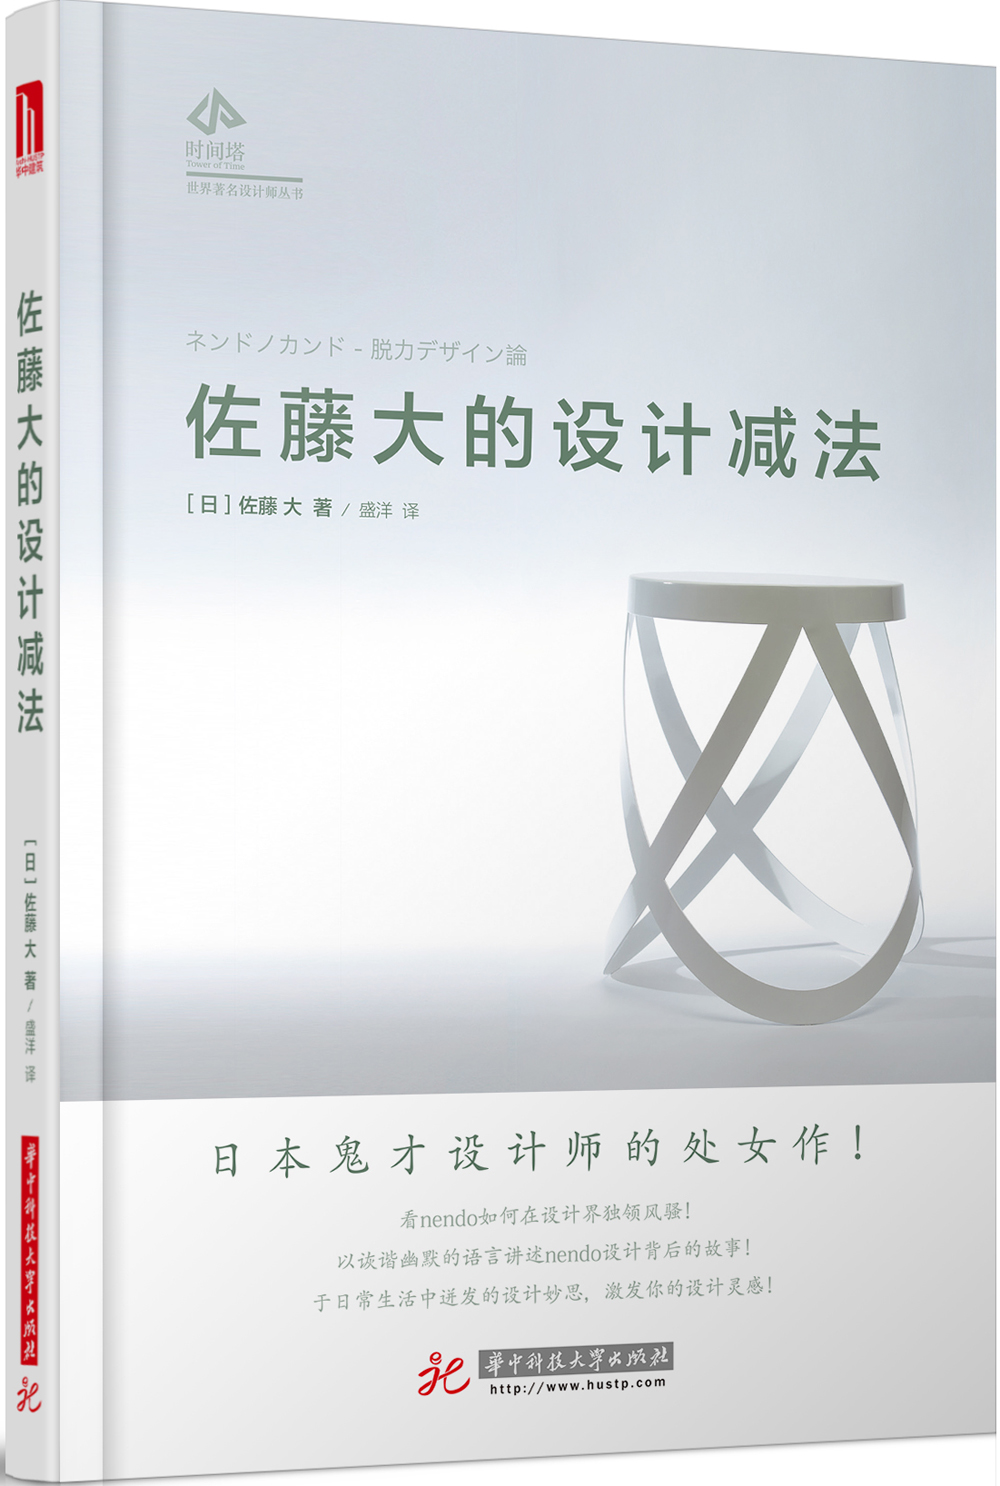 华中建筑
佐藤大的设计减法
[日]佐藤 大 著 / 盛洋 译
華中科技大学出版社
时间塔
Tower of Time
世界著名设计师丛书
ネンドノカンド - 脱力デザイン論
佐藤大的设计减法
[日] 佐藤 大 著 / 盛洋 译
日本鬼才设计师的处女作！
看nendo如何在设计界独领风骚！
以诙谐幽默的语言讲述nendo设计背后的故事！
于日常生活中迸发的设计妙思，激发你的设计灵感！
華中科技大学出版社
http://www.hustp.com